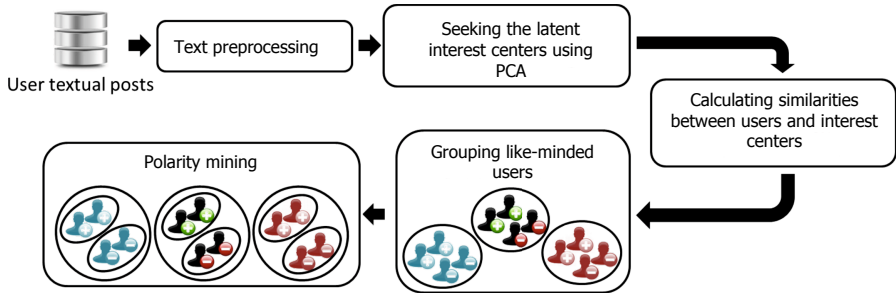 User textual posts
Text preprocessing
Seeking the latent
interest centers using
PCA
Calculating similarities
between users and interest
centers
Grouping like-minded
users
Polarity mining